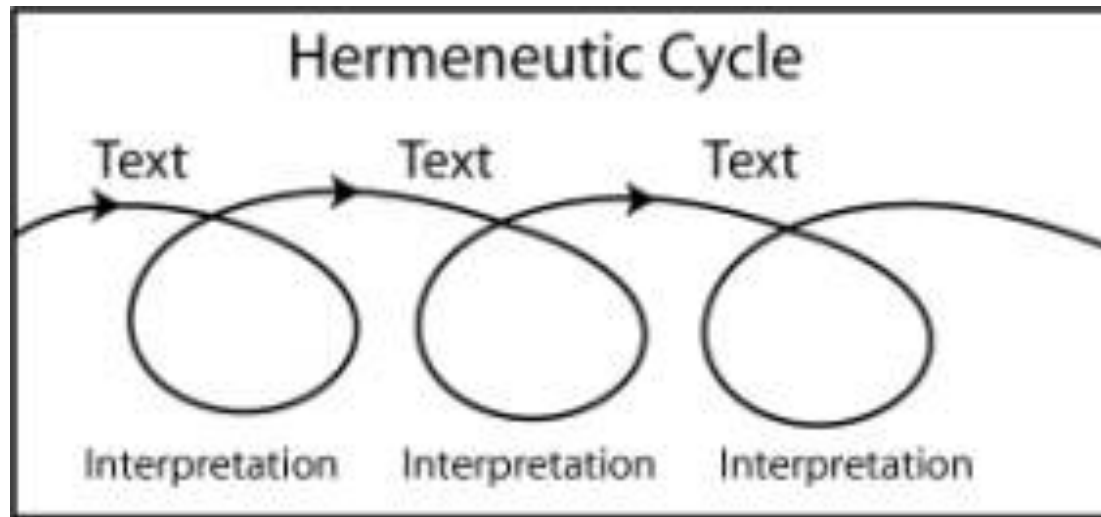 Hermeneutic Cycle
Text Text Text
Interpretation Interpretation Interpretation